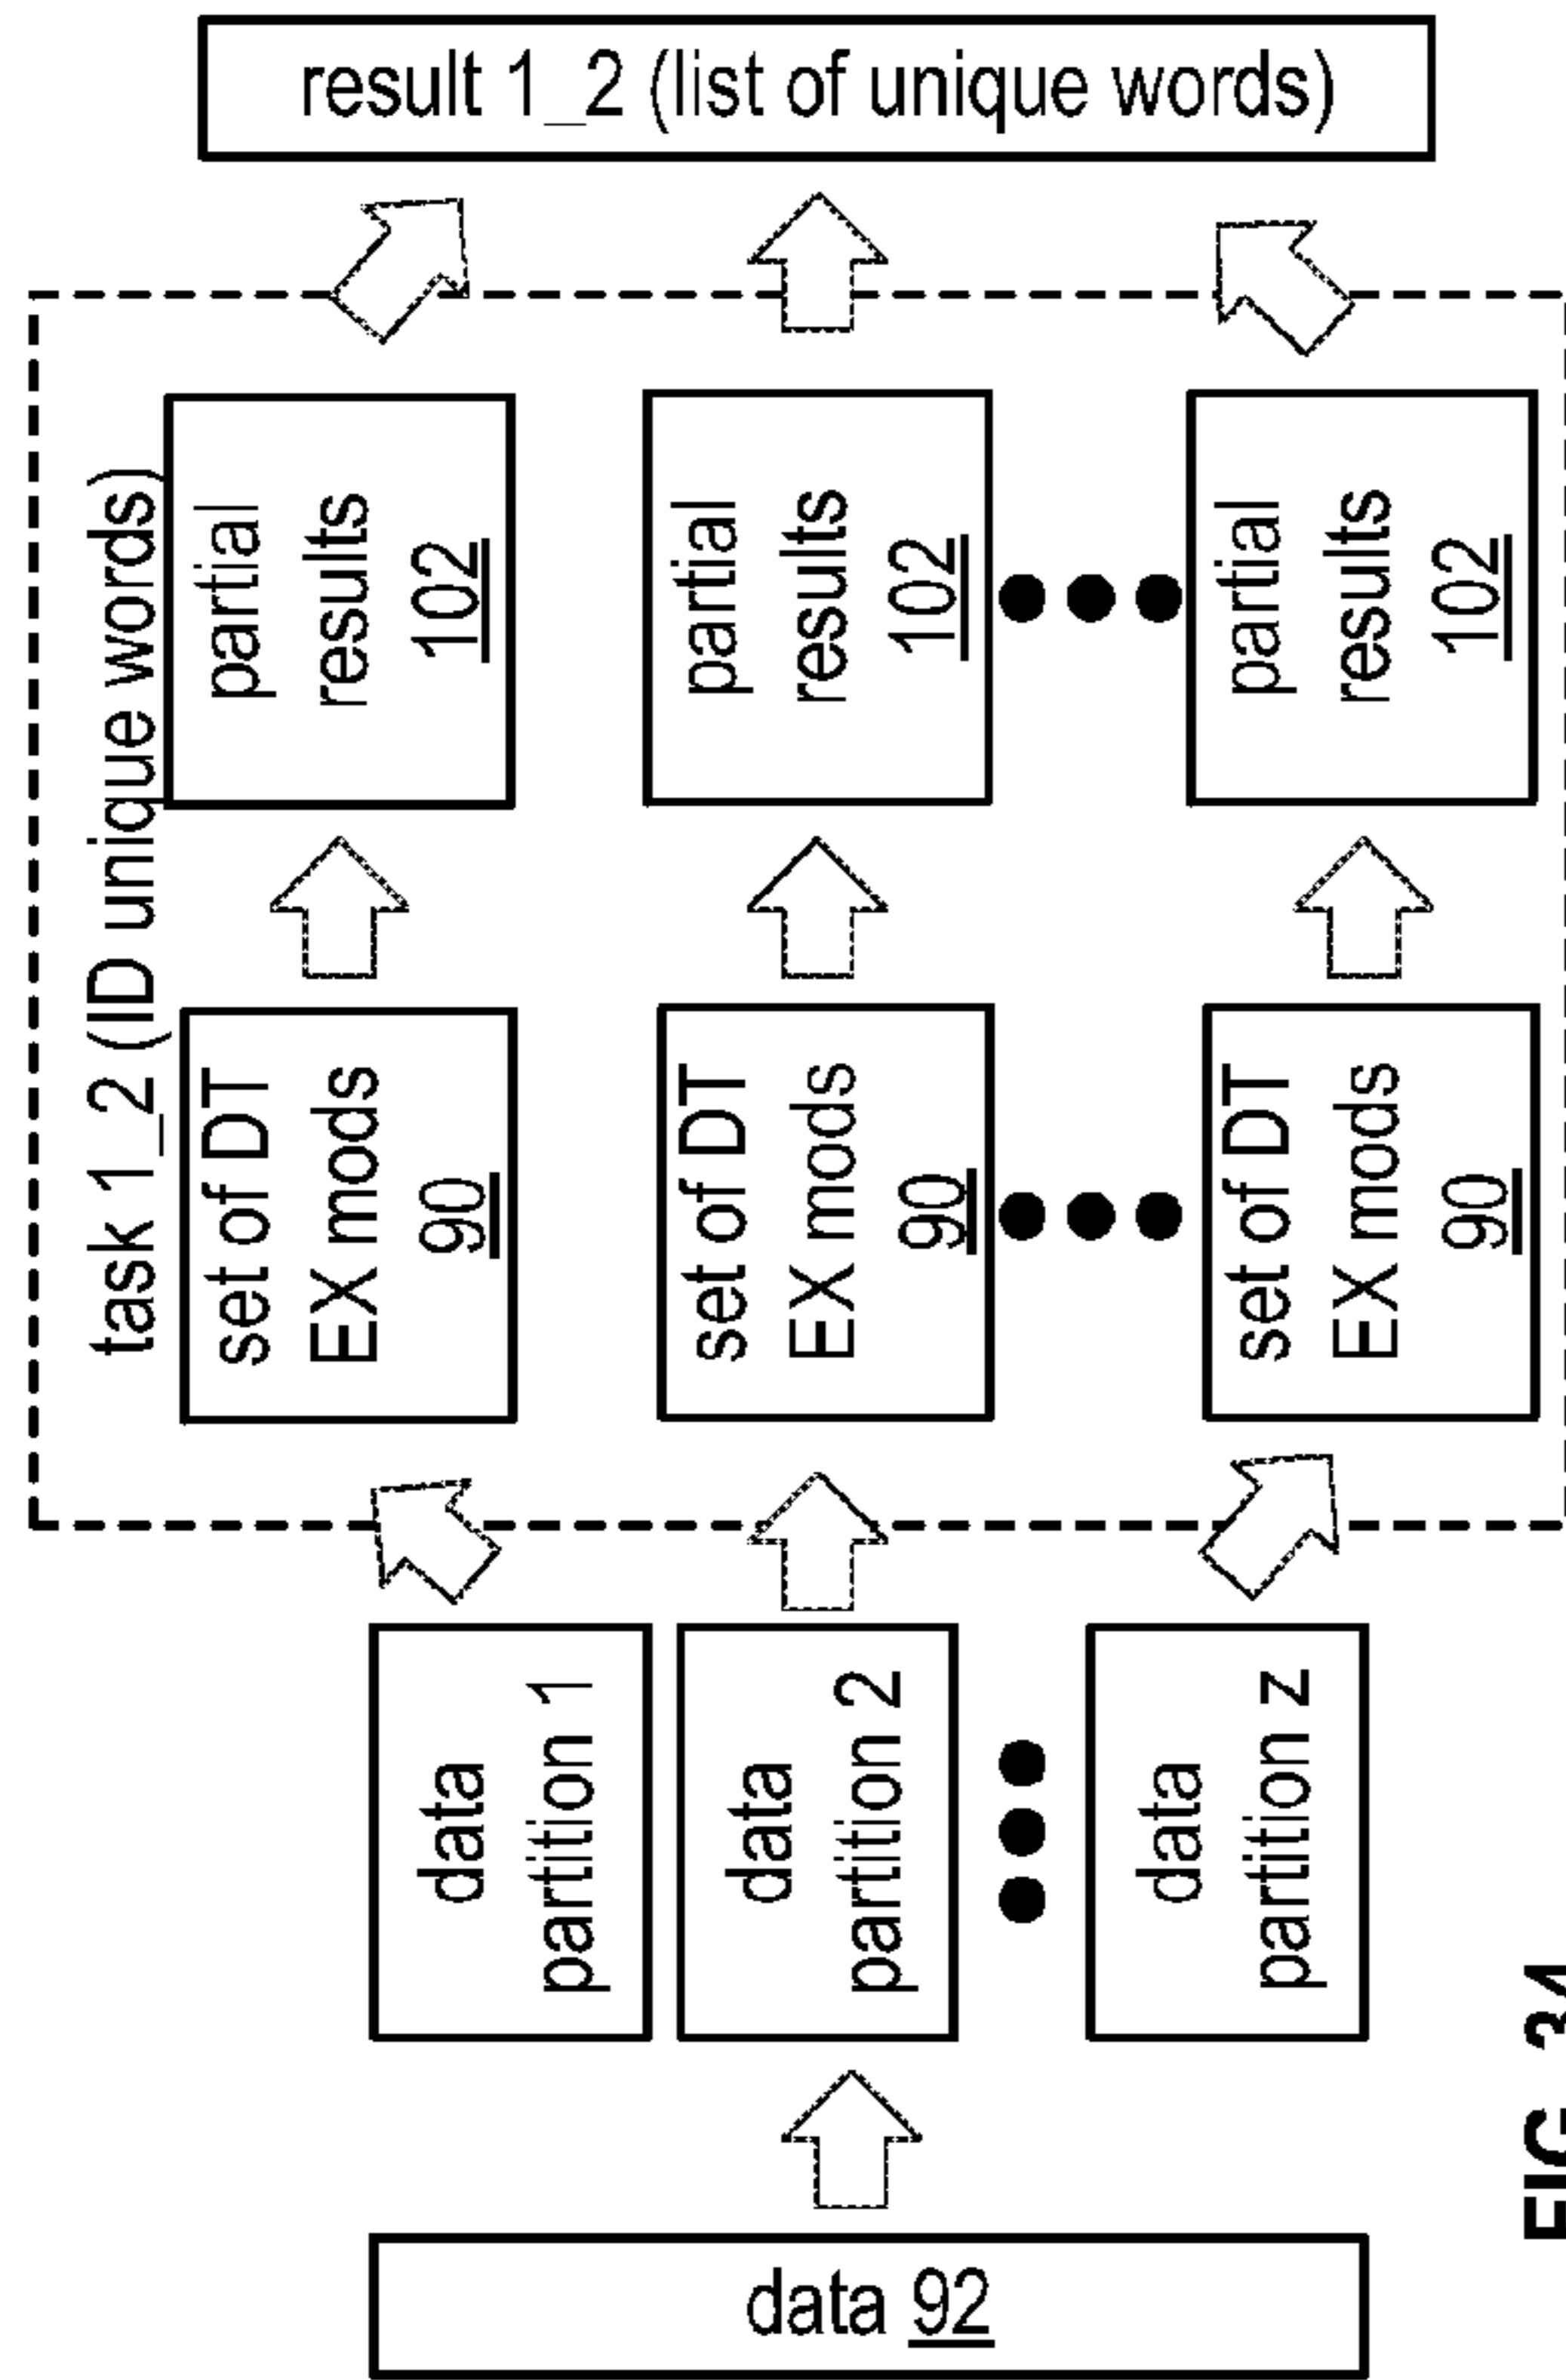 data 92
data
partition 1
data
partition 2
data
partition z
task 1_2 (ID unique words)
set of DT
EX mods
90
set of DT
EX mods
90
set of DT
EX mods
90
partial
results
102
partial
results
102
partial
results
102
result 1_2 (list of unique words)
FIG. 34